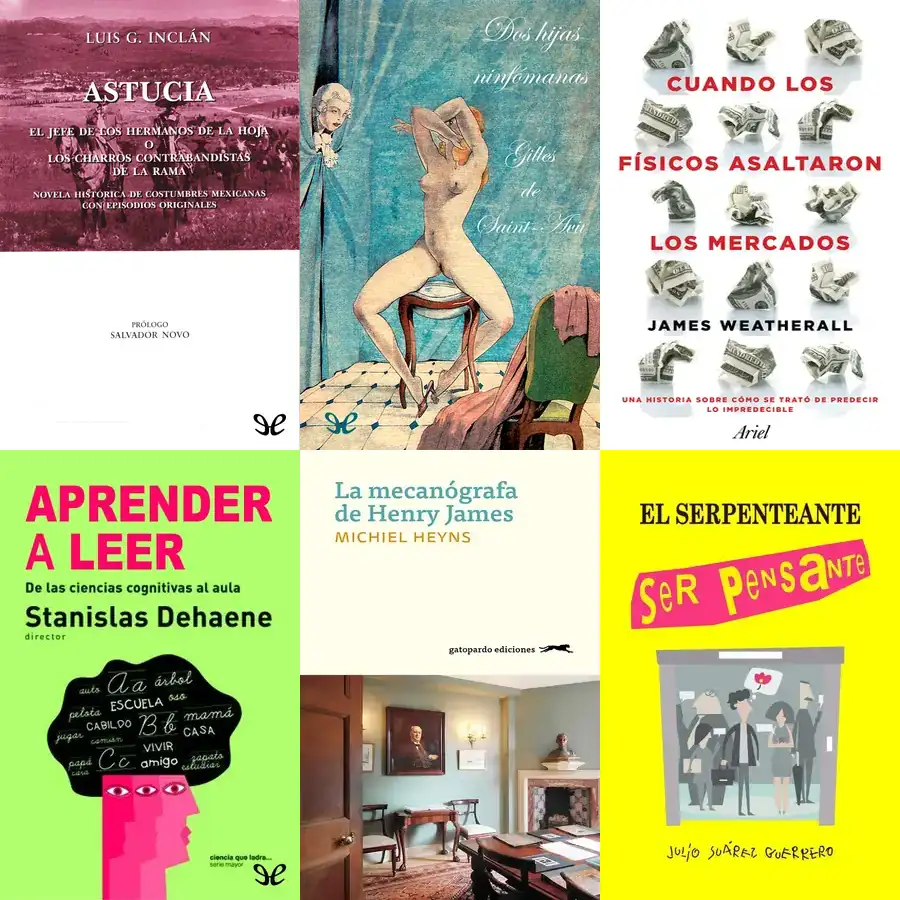 LUIS G. INCLÁN
ASTUCIA
EL JEFE DE LOS HERMANOS DE LA HOJA
O
LOS CHARROS CONTRABANDISTAS
DE LA RAMA
NOVELA HISTÓRICA DE COSTUMBRES MEXICANAS
CON EPISODIOS ORIGINALES
PRÓLOGO
SALVADOR NOVO
Dos hijas
ninfómanas
Gilles
de
Saint-Avit
CUANDO LOS
FÍSICOS ASALTARON
LOS MERCADOS
JAMES WEATHERALL
UNA HISTORIA SOBRE CÓMO SE TRATÓ DE PREDECIR
LO IMPREDECIBLE
Ariel
APRENDER
A LEER
De las ciencias cognitivas al aula
Stanislas Dehaene
director
auto Aa árbol
pelota ESCUELA oso
jugar CABILDO Bb mamá
camión CASA
papá Cc VIVIR zapato
casa amigo estudiar
ciencia que ladra...
serie mayor
La mecanógrafa
de Henry James
MICHIEL HEYNS
gatopardo ediciones
EL SERPENTEANTE
SER PENSANTE
JULIO SUÁREZ GUERRERO